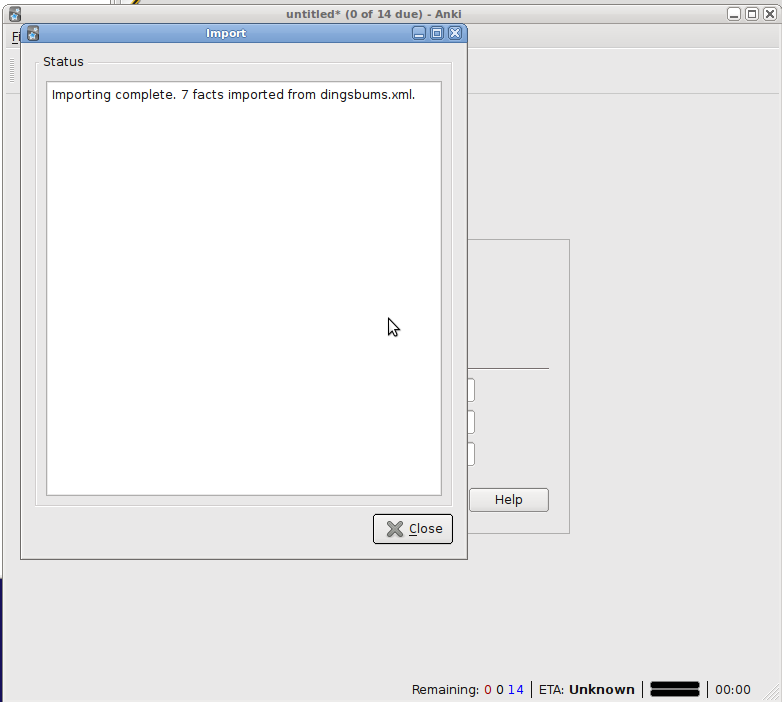 untitled* (0 of 14 due) - Anki
Import
Status
Importing complete. 7 facts imported from dingsbums.xml.
Help
Close
Remaining: 0 0 14 ETA: Unknown 00:00